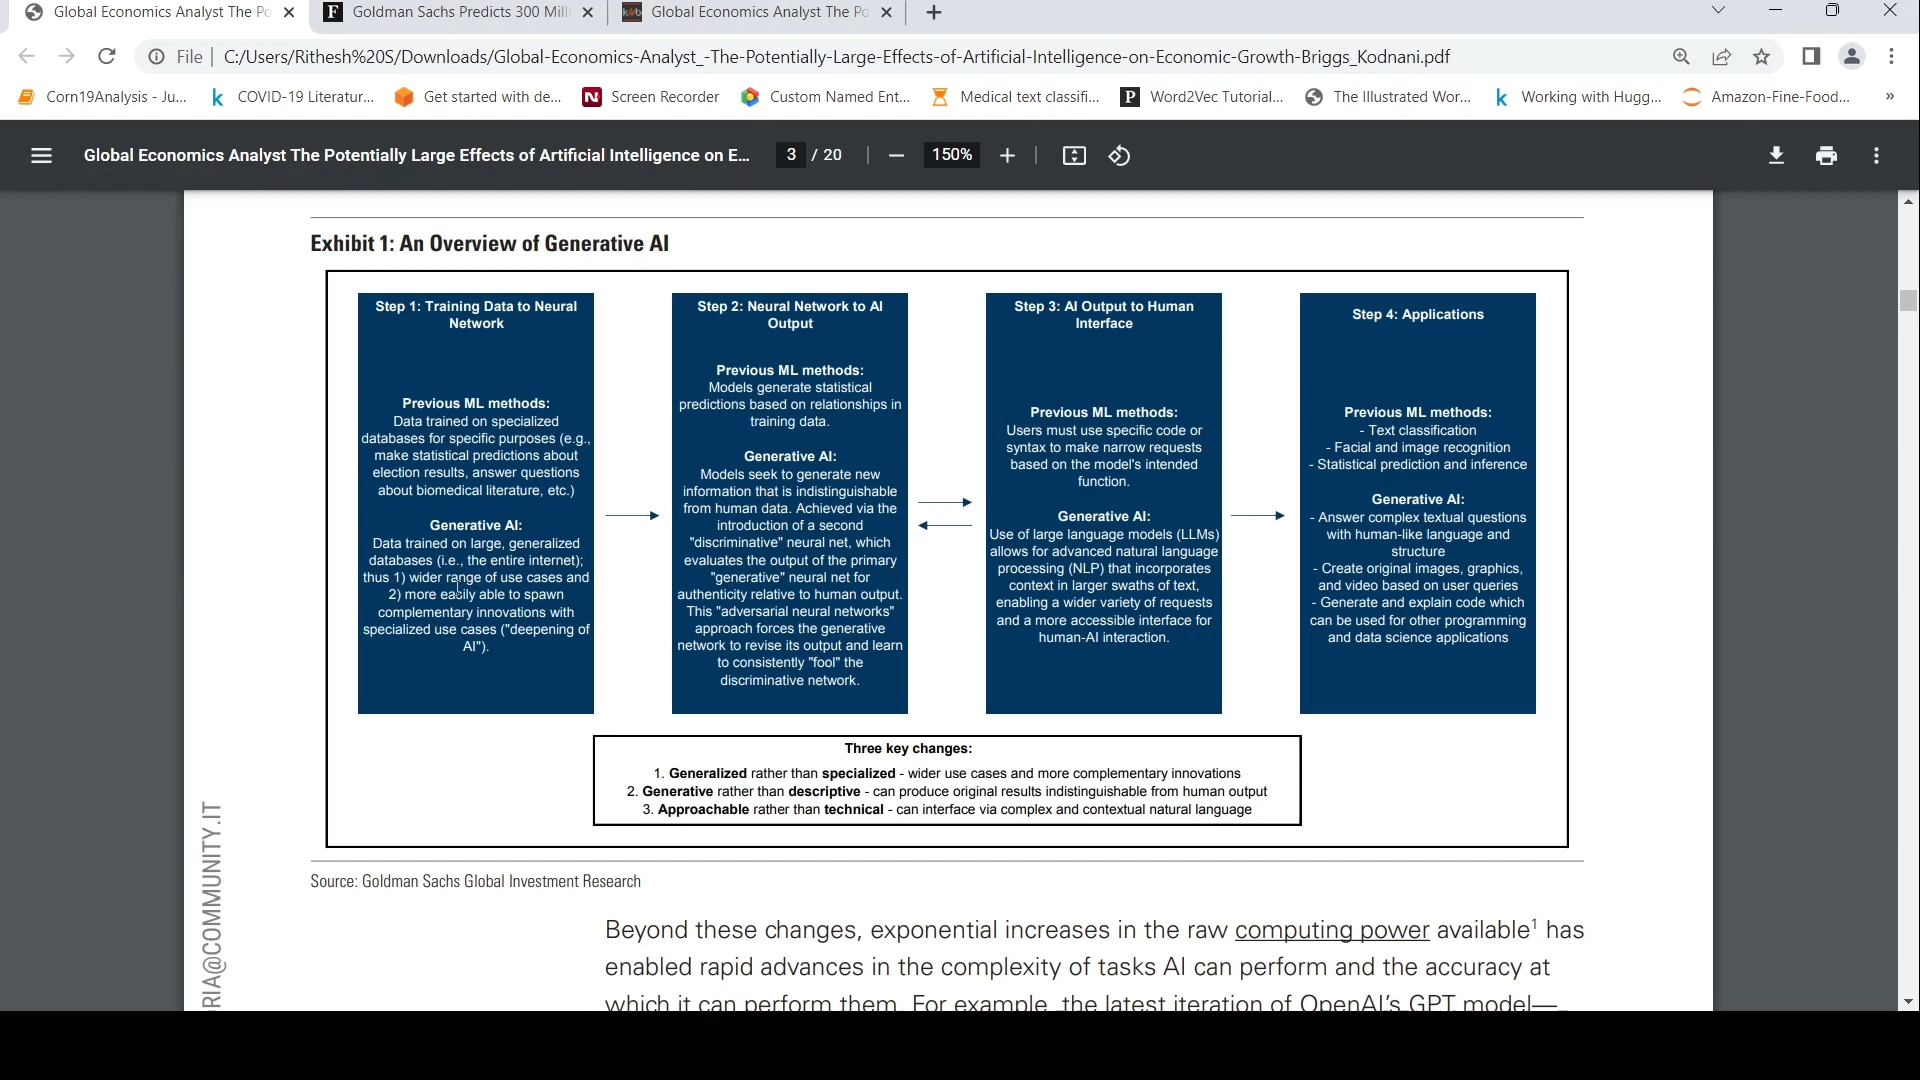 Global Economics Analyst The Po
Goldman Sachs Predicts 300 Milli
Global Economics Analyst The Po
File
C:/Users/Rithesh%20S/Downloads/Global-Economics-Analyst_-The-Potentially-Large-Effects-of-Artificial-Intelligence-on-Economic-Growth-Briggs_Kodnani.pdf
Corn19Analysis - Ju...
COVID-19 Literatur...
Get started with de...
Screen Recorder
Custom Named Ent...
Medical text classifi...
Word2Vec Tutorial...
The Illustrated Wor...
Working with Hugg...
Amazon-Fine-Food...
»
Global Economics Analyst The Potentially Large Effects of Artificial Intelligence on E...
3 / 20
150%
Exhibit 1: An Overview of Generative AI
Step 1: Training Data to Neural
Network
Previous ML methods:
Data trained on specialized
databases for specific purposes (e.g.,
make statistical predictions about
election results, answer questions
about biomedical literature, etc.)
Generative AI:
Data trained on large, generalized
databases (i.e., the entire internet);
thus 1) wider range of use cases and
2) more easily able to spawn
complementary innovations with
specialized use cases ("deepening of
AI").
Step 2: Neural Network to AI
Output
Previous ML methods:
Models generate statistical
predictions based on relationships in
training data.
Generative AI:
Models seek to generate new
information that is indistinguishable
from human data. Achieved via the
introduction of a second
"discriminative" neural net, which
evaluates the output of the primary
"generative" neural net for
authenticity relative to human output.
This "adversarial neural networks"
approach forces the generative
network to revise its output and learn
to consistently "fool" the
discriminative network.
Step 3: AI Output to Human
Interface
Previous ML methods:
Users must use specific code or
syntax to make narrow requests
based on the model's intended
function.
Generative AI:
Use of large language models (LLMs)
allows for advanced natural language
processing (NLP) that incorporates
context in larger swaths of text,
enabling a wider variety of requests
and a more accessible interface for
human-AI interaction.
Step 4: Applications
Previous ML methods:
- Text classification
- Facial and image recognition
- Statistical prediction and inference
Generative AI:
- Answer complex textual questions
with human-like language and
structure
- Create original images, graphics,
and video based on user queries
- Generate and explain code which
can be used for other programming
and data science applications
Three key changes:
1. Generalized rather than specialized - wider use cases and more complementary innovations
2. Generative rather than descriptive - can produce original results indistinguishable from human output
3. Approachable rather than technical - can interface via complex and contextual natural language
Source: Goldman Sachs Global Investment Research
RIA@COMMUNITY.IT
Beyond these changes, exponential increases in the raw computing power available¹ has
enabled rapid advances in the complexity of tasks AI can perform and the accuracy at
which it can perform them. For example, the latest iteration of OpenAI's GPT model—